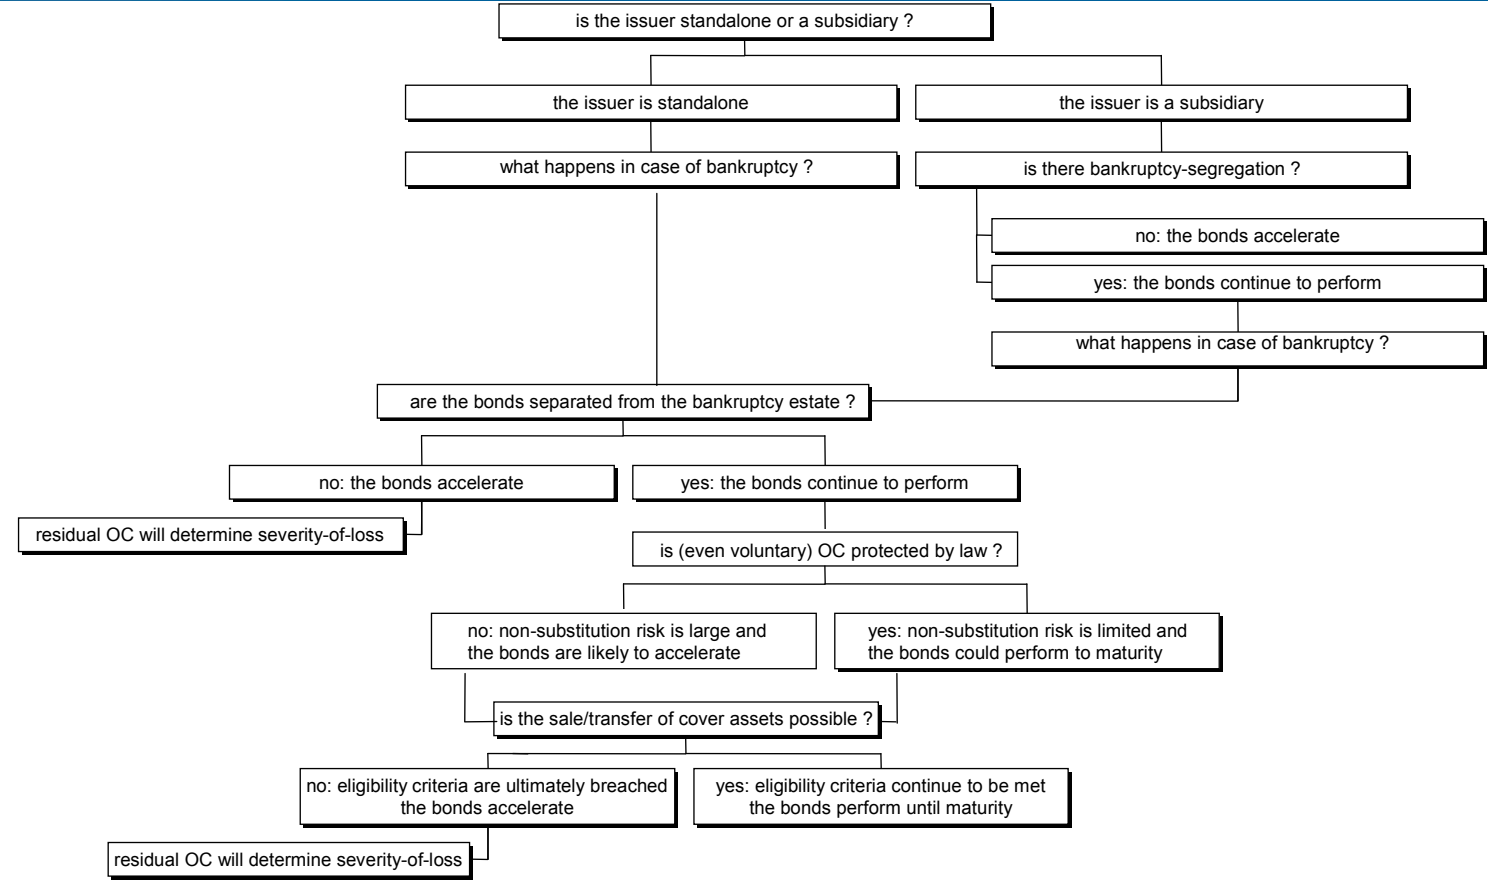 is the issuer standalone or a subsidiary ?
the issuer is standalone
the issuer is a subsidiary
what happens in case of bankruptcy ?
is there bankruptcy-segregation ?
no: the bonds accelerate
yes: the bonds continue to perform
what happens in case of bankruptcy ?
are the bonds separated from the bankruptcy estate ?
no: the bonds accelerate
yes: the bonds continue to perform
residual OC will determine severity-of-loss
is (even voluntary) OC protected by law ?
no: non-substitution risk is large and
the bonds are likely to accelerate
yes: non-substitution risk is limited and
the bonds could perform to maturity
is the sale/transfer of cover assets possible ?
no: eligibility criteria are ultimately breached
the bonds accelerate
yes: eligibility criteria continue to be met
the bonds perform until maturity
residual OC will determine severity-of-loss